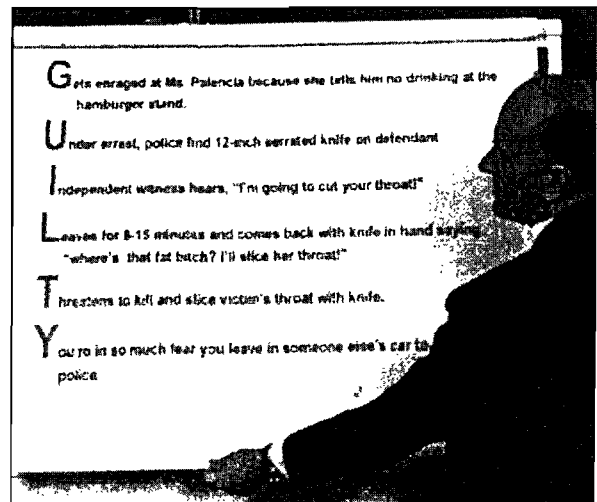 Gets enraged at Ms. Palencia because she tells him no drinking at the
hamburger stand.
Under arrest, police find 12-inch serrated knife on defendant
Independent witness hears, "I'm going to cut your throat!"
Leaves for 8-15 minutes and comes back with knife in hand saying
"where's that fat bitch? I'll slice her throat!"
Threatens to kill and slice victim's throat with knife.
You're in so much fear you leave in someone else's car to
police